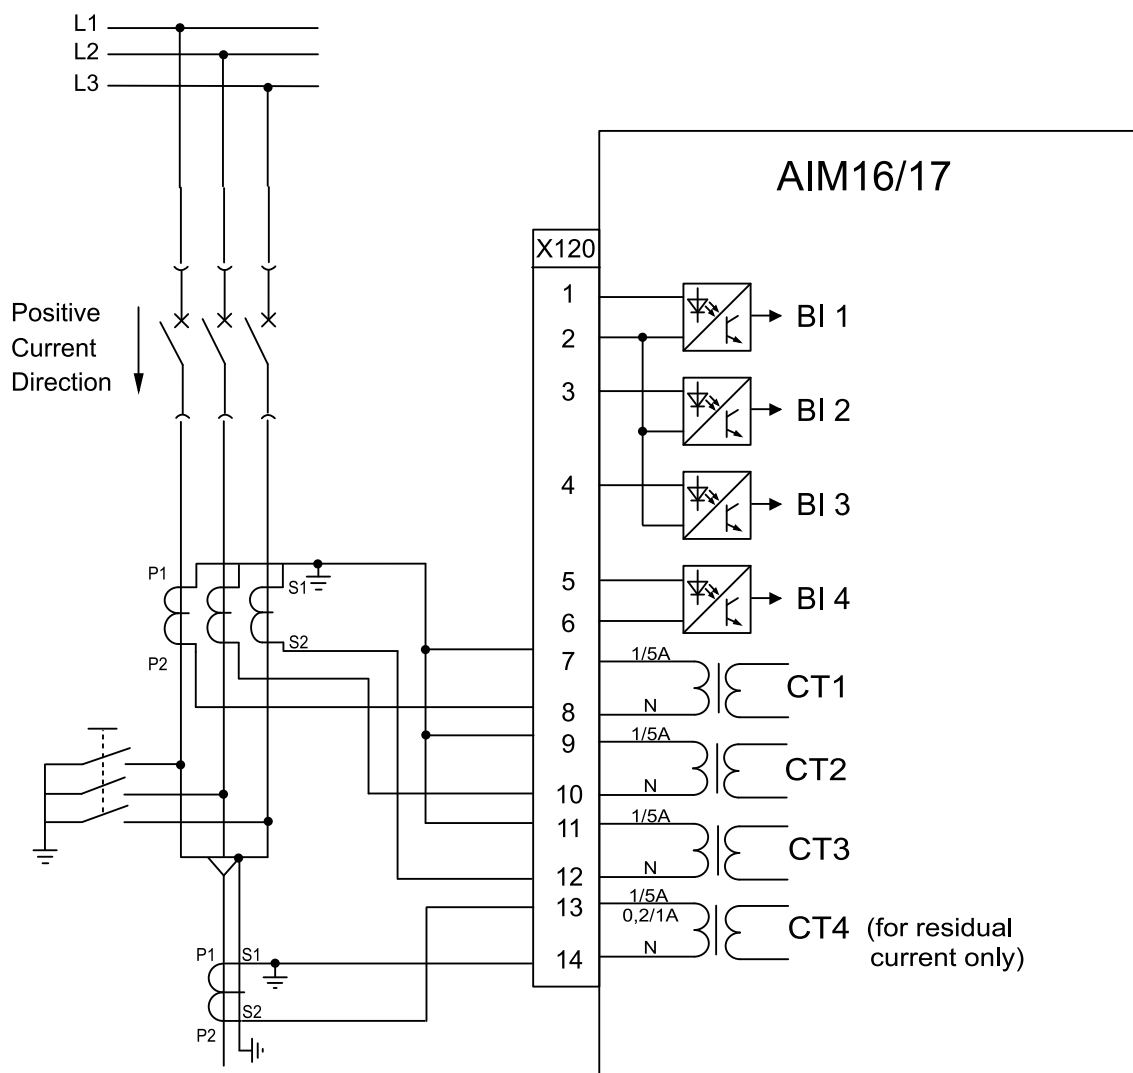 L1
L2
L3
AIM16/17
X120
Positive
Current
Direction
1
2
3
4
5
6
7
8
9
10
11
12
13
14
BI 1
BI 2
BI 3
BI 4
P1
S1
S2
P2
1/5A
N
CT1
1/5A
N
CT2
1/5A
N
CT3
1/5A
0,2/1A
N
CT4 (for residual
current only)
P1
S1
S2
P2